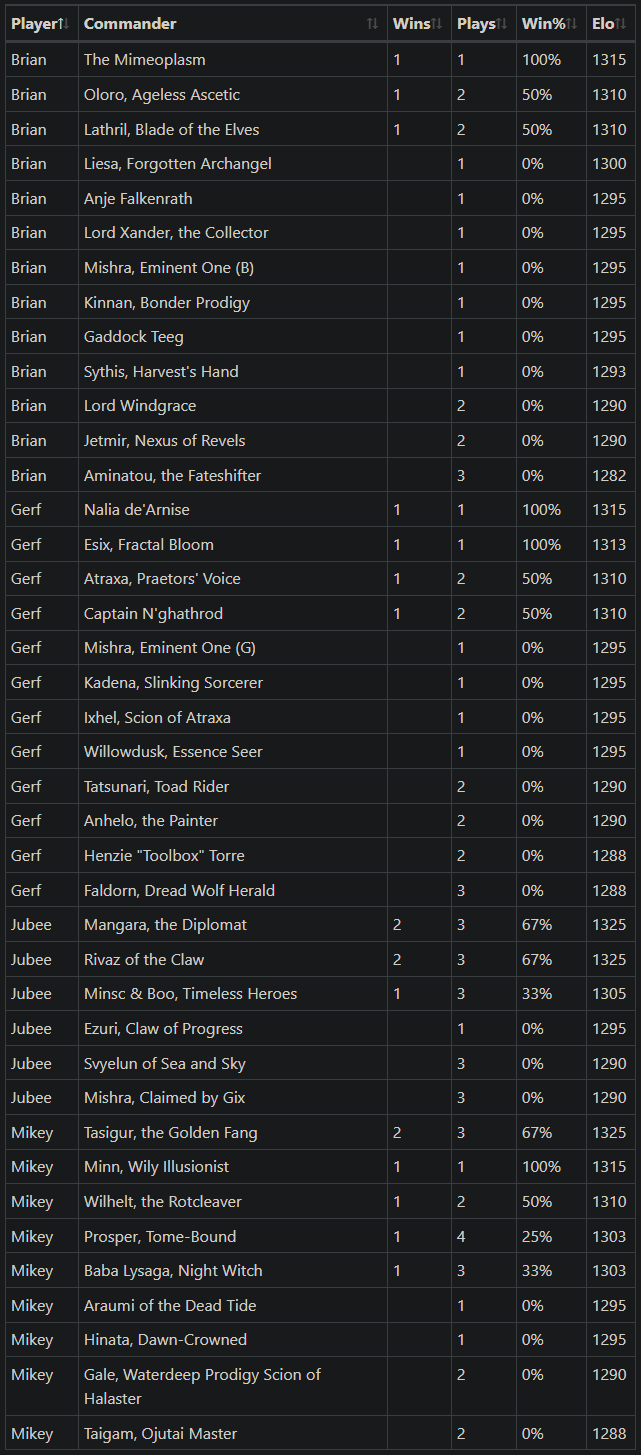 Player Commander Wins Plays Win% Elo
Brian The Mimeoplasm 1 1 100% 1315
Brian Oloro, Ageless Ascetic 1 2 50% 1310
Brian Lathril, Blade of the Elves 1 2 50% 1310
Brian Liesa, Forgotten Archangel 1 0% 1300
Brian Anje Falkenrath 1 0% 1295
Brian Lord Xander, the Collector 1 0% 1295
Brian Mishra, Eminent One (B) 1 0% 1295
Brian Kinnan, Bonder Prodigy 1 0% 1295
Brian Gaddock Teeg 1 0% 1295
Brian Sythis, Harvest's Hand 1 0% 1293
Brian Lord Windgrace 2 0% 1290
Brian Jetmir, Nexus of Revels 2 0% 1290
Brian Aminatou, the Fateshifter 3 0% 1282
Gerf Nalia de'Arnise 1 1 100% 1315
Gerf Esix, Fractal Bloom 1 1 100% 1313
Gerf Atraxa, Praetors' Voice 1 2 50% 1310
Gerf Captain N'ghathrod 1 2 50% 1310
Gerf Mishra, Eminent One (G) 1 0% 1295
Gerf Kadena, Slinking Sorcerer 1 0% 1295
Gerf Ixhel, Scion of Atraxa 1 0% 1295
Gerf Willowdusk, Essence Seer 1 0% 1295
Gerf Tatsunari, Toad Rider 2 0% 1290
Gerf Anhelo, the Painter 2 0% 1290
Gerf Henzie "Toolbox" Torre 2 0% 1288
Gerf Faldorn, Dread Wolf Herald 3 0% 1288
Jubee Mangara, the Diplomat 2 3 67% 1325
Jubee Rivaz of the Claw 2 3 67% 1325
Jubee Minsc & Boo, Timeless Heroes 1 3 33% 1305
Jubee Ezuri, Claw of Progress 1 0% 1295
Jubee Svyelun of Sea and Sky 3 0% 1290
Jubee Mishra, Claimed by Gix 3 0% 1290
Mikey Tasigur, the Golden Fang 2 3 67% 1325
Mikey Minn, Wily Illusionist 1 1 100% 1315
Mikey Wilhelt, the Rotcleaver 1 2 50% 1310
Mikey Prosper, Tome-Bound 1 4 25% 1303
Mikey Baba Lysaga, Night Witch 1 3 33% 1303
Mikey Araumi of the Dead Tide 1 0% 1295
Mikey Hinata, Dawn-Crowned 1 0% 1295
Mikey Gale, Waterdeep Prodigy Scion of 2 0% 1290
Halaster
Mikey Taigam, Ojutai Master 2 0% 1288